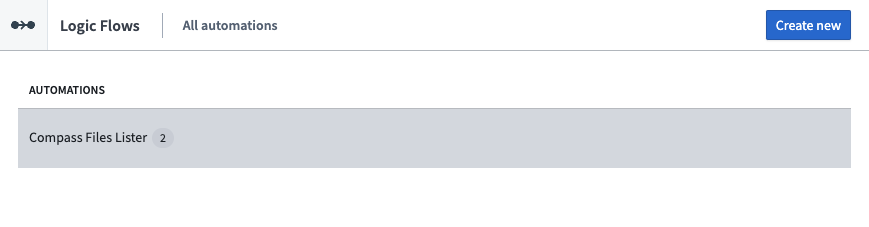 Logic Flows
All automations
Create new
AUTOMATIONS
Compass Files Lister 2